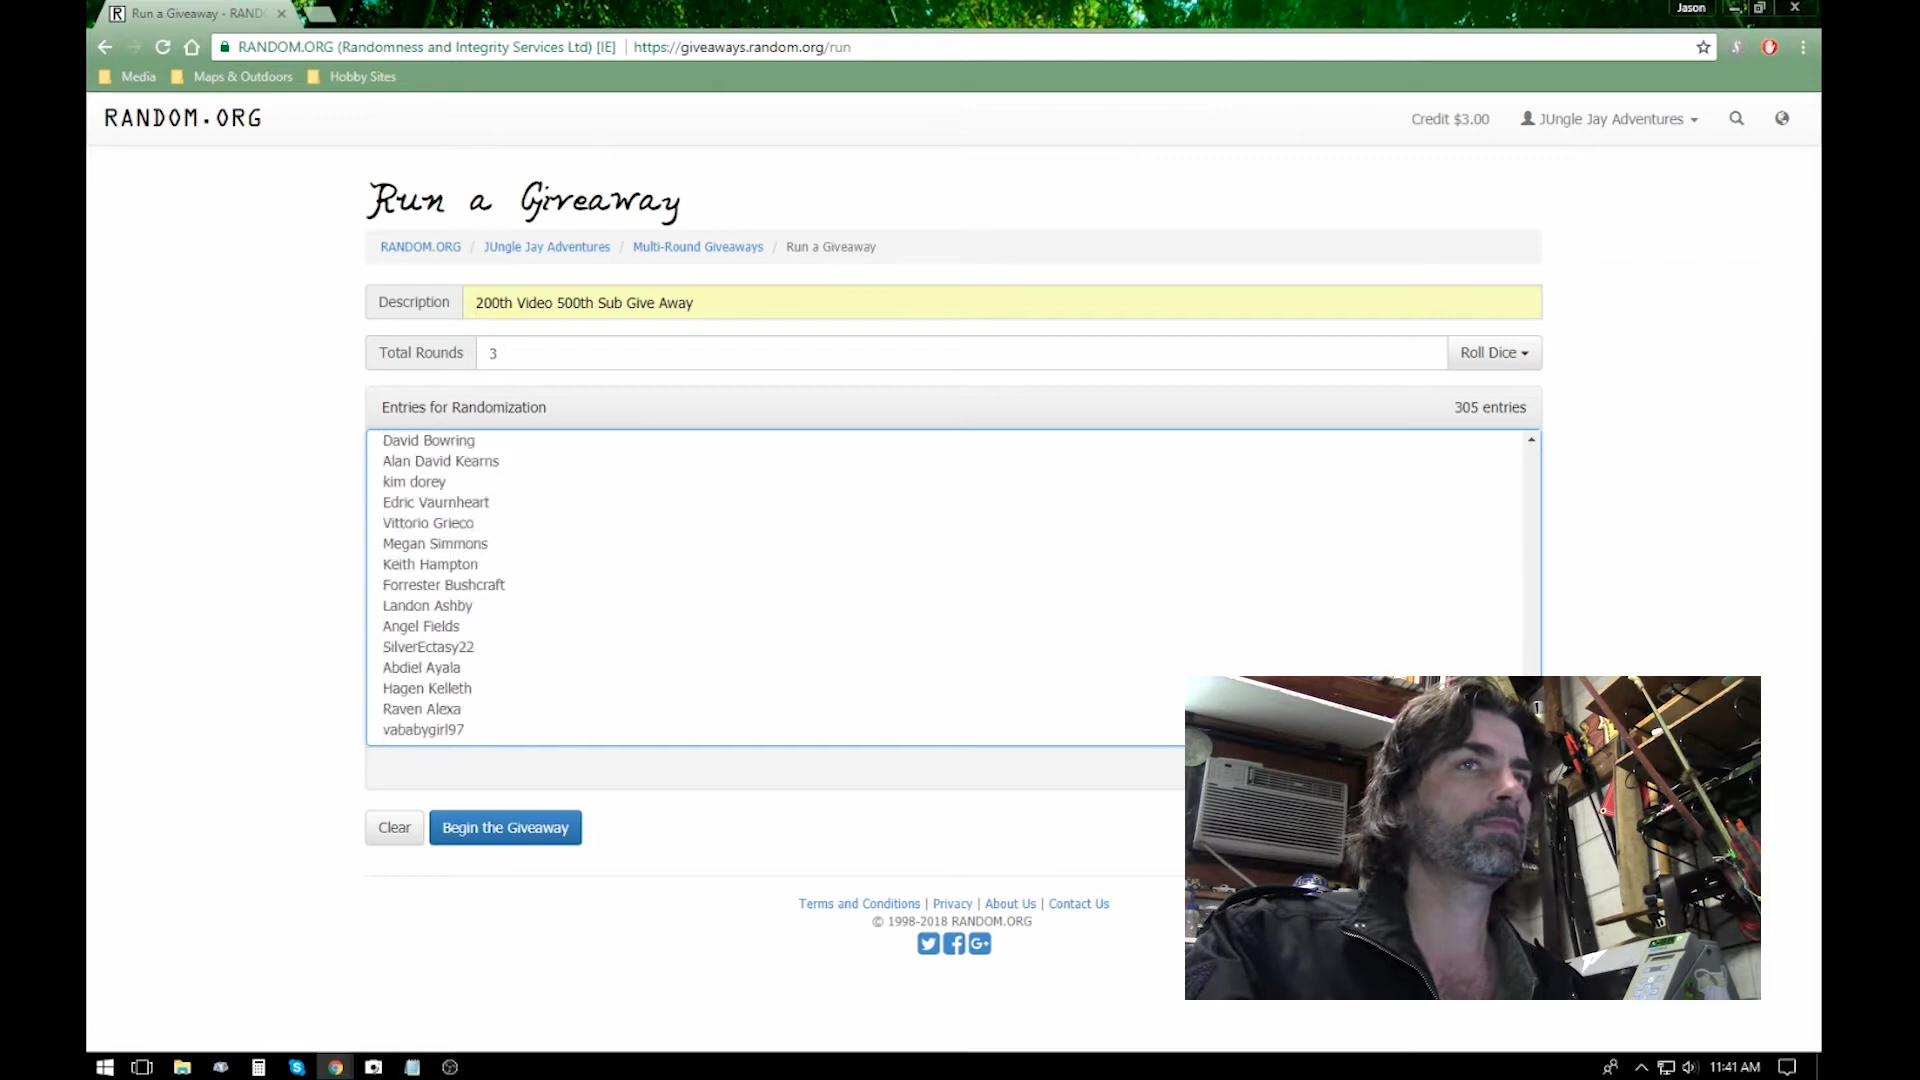 Run a Giveaway - RAND
Jason
RANDOM.ORG (Randomness and Integrity Services Ltd) [IE] https://giveaways.random.org/run
Media Maps & Outdoors Hobby Sites
RANDOM.ORG
Credit $3.00 JUngle Jay Adventures
Run a Giveaway
RANDOM.ORG / JUngle Jay Adventures / Multi-Round Giveaways / Run a Giveaway
Description 200th Video 500th Sub Give Away
Total Rounds 3 Roll Dice
Entries for Randomization 305 entries
David Bowring
Alan David Kearns
kim dorey
Edric Vaurnheart
Vittorio Grieco
Megan Simmons
Keith Hampton
Forrester Bushcraft
Landon Ashby
Angel Fields
SilverEctasy22
Abdiel Ayala
Hagen Kelleth
Raven Alexa
vababygirl97
Clear Begin the Giveaway
Terms and Conditions | Privacy | About Us | Contact Us
© 1998-2018 RANDOM.ORG
11:41 AM